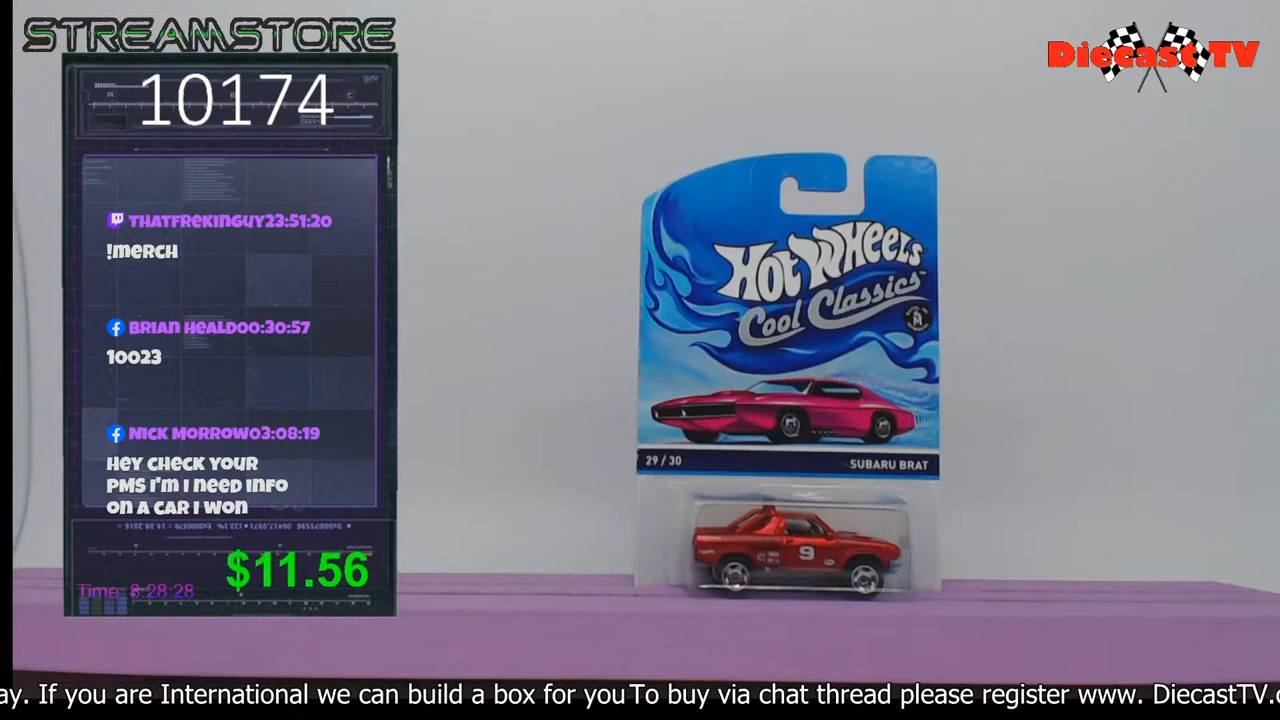 STREAMSTORE
10174
THATFREKINGUY23:51:20
!merch
Brian Healdo0:30:57
10023
Nick Morrow03:08:19
Hey check your
PMs I'm I need info
on a car I won
$11.56
Time: 8:28:28
Diecast TV
Hot Wheels
Cool Classics
29 / 30
SUBARU BRAT
9
ay. If you are International we can build a box for you To buy via chat thread please register www. DiecastTV.c